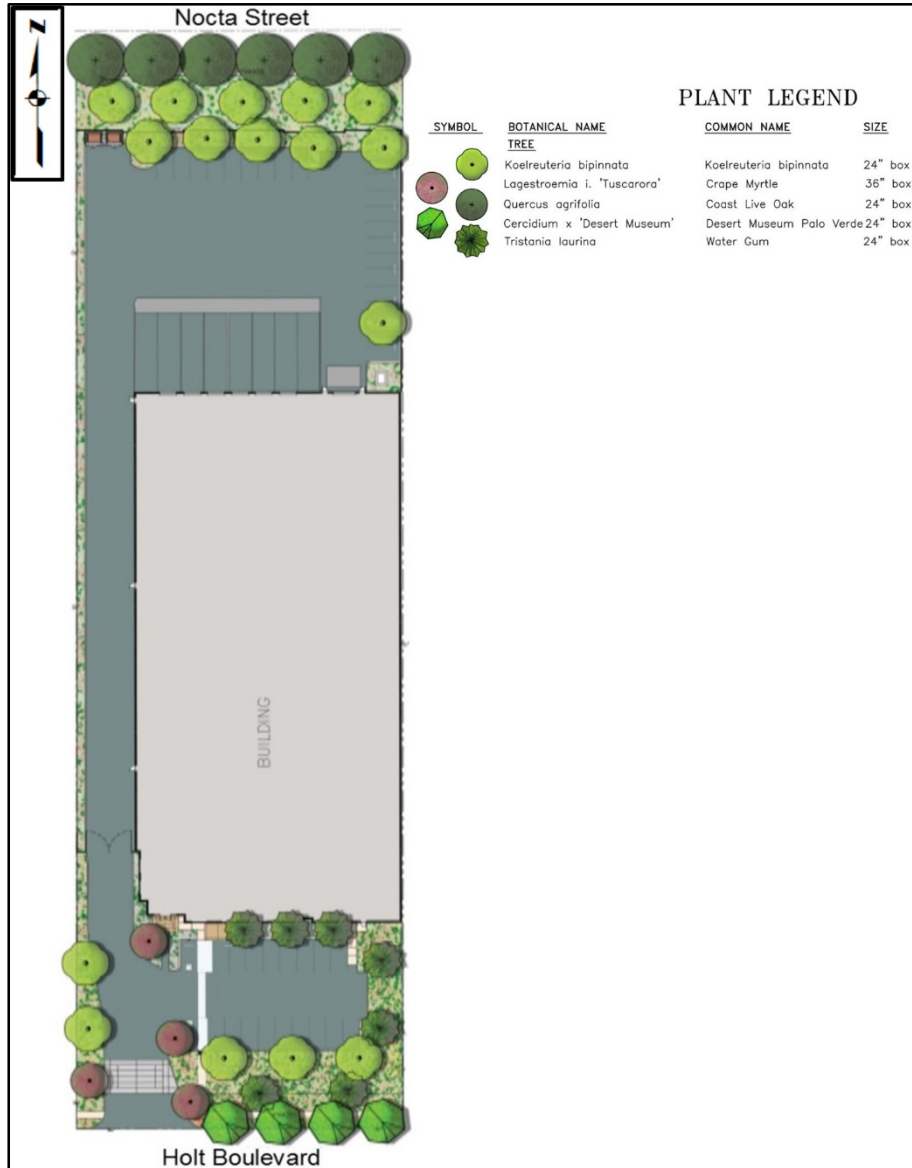 Nocta Street
N
PLANT LEGEND
SYMBOL BOTANICAL NAME COMMON NAME SIZE
TREE
Koelreuteria bipinnata Koelreuteria bipinnata 24" box
Lagestroemia i. 'Tuscarora' Crape Myrtle 36" box
Quercus agrifolia Coast Live Oak 24" box
Cercidium x 'Desert Museum' Desert Museum Palo Verde 24" box
Tristania laurina Water Gum 24" box
BUILDING
Holt Boulevard